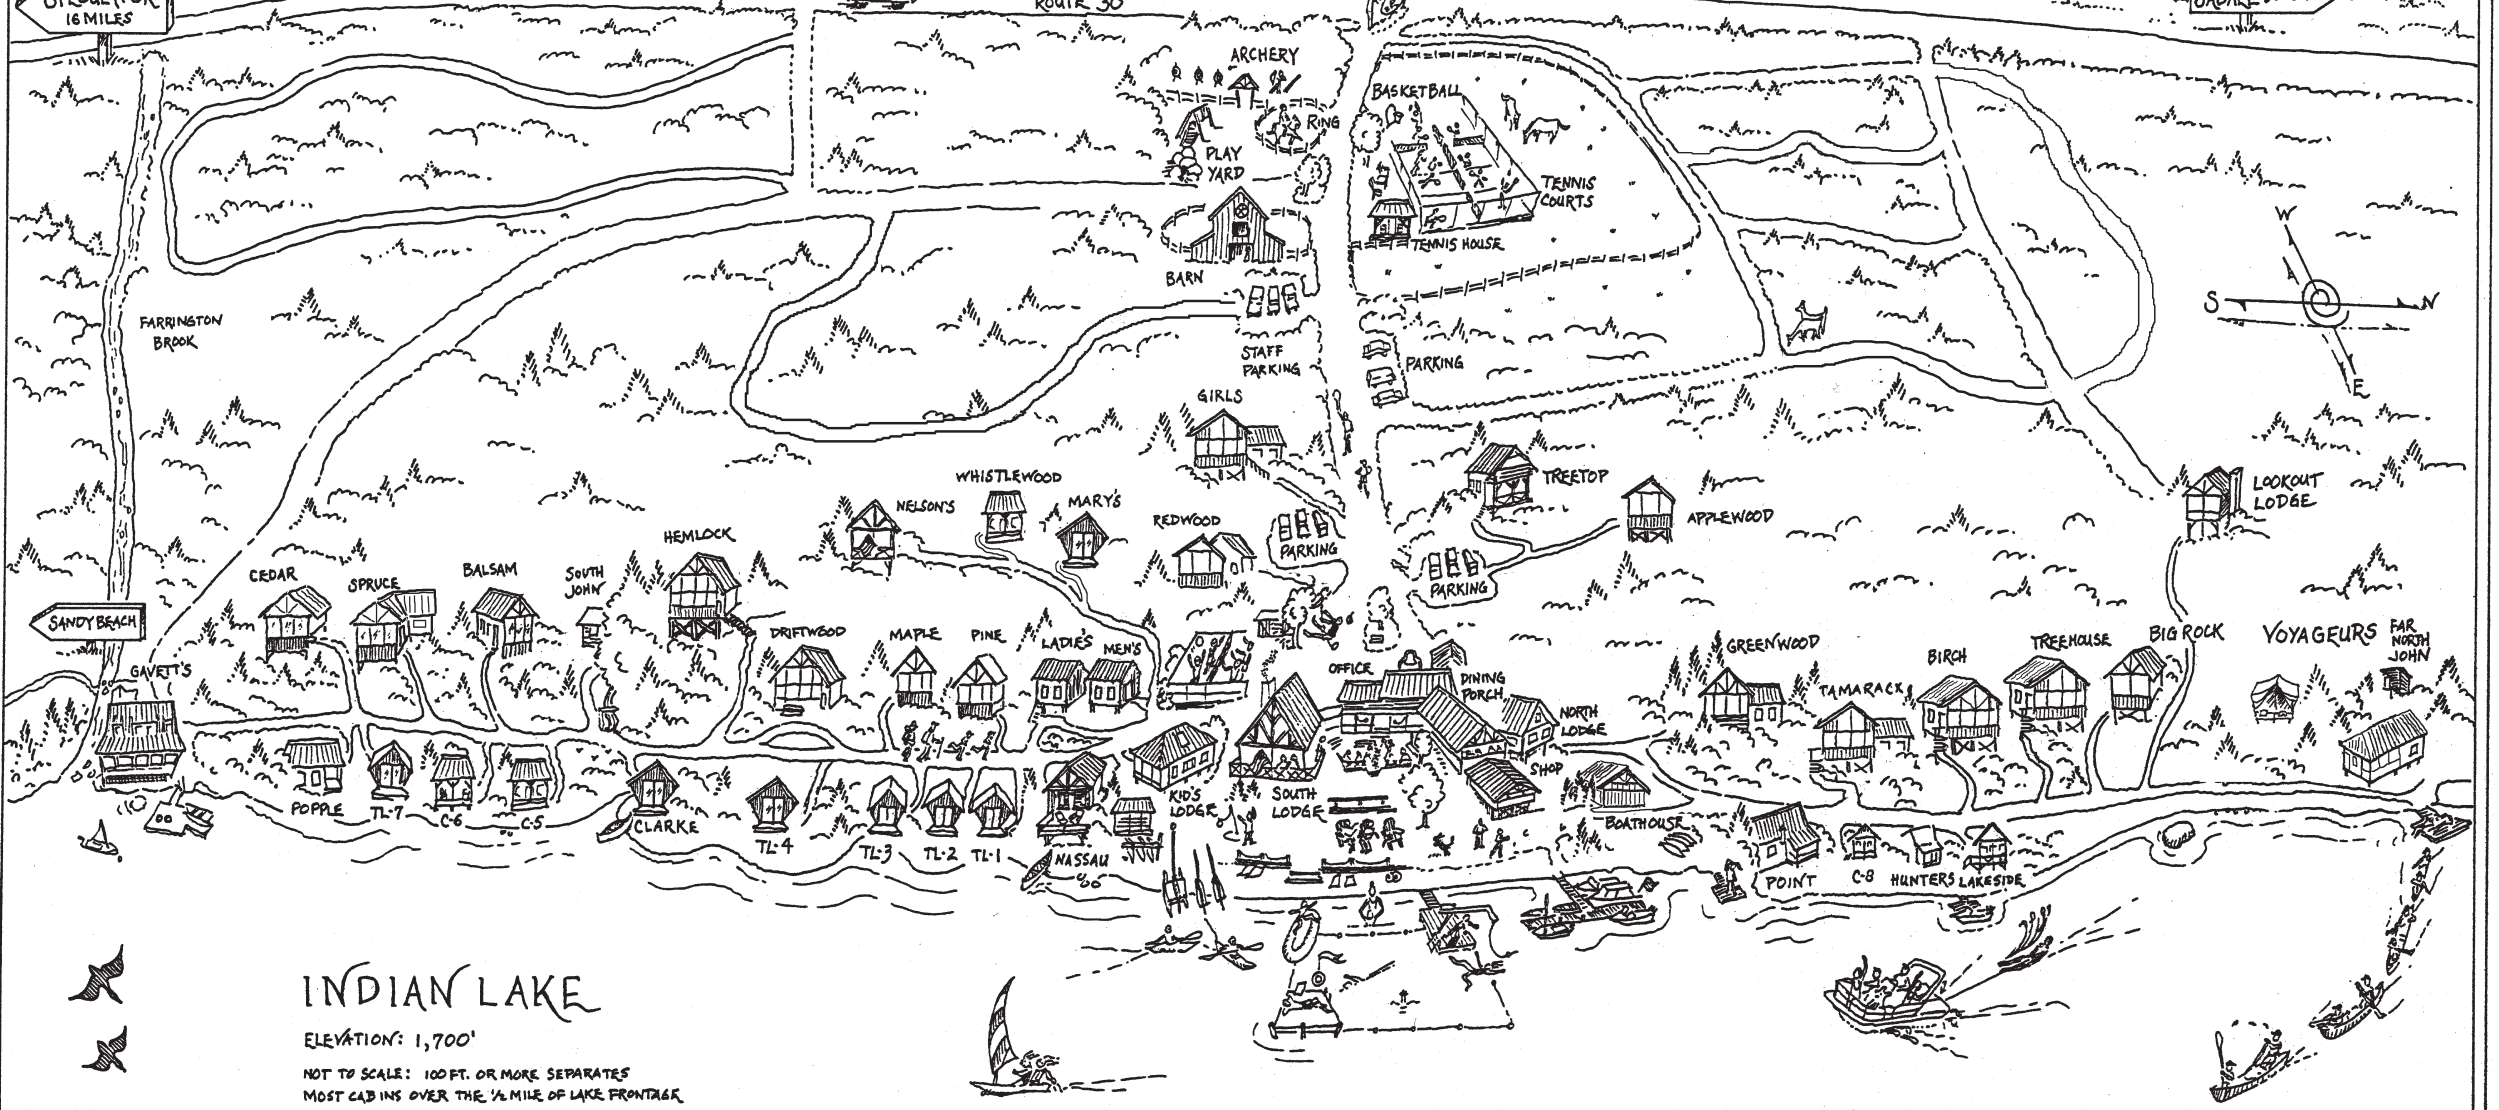 16 MILES
ROUTE 30
ARCHERY
BASKETBALL
RING
PLAY
YARD
TENNIS
COURTS
TENNIS HOUSE
BARN
W
S
N
E
FARRINGTON
BROOK
STAFF
PARKING
PARKING
GIRLS
WHISTLEWOOD
NELSON'S
MARY'S
REDWOOD
PARKING
TREETOP
APPLEWOOD
PARKING
LOOKOUT
LODGE
HEMLOCK
CEDAR
SPRUCE
BALSAM
SOUTH
JOHN
SANDY BEACH
GAVETT'S
DRIFTWOOD
MAPLE
PINE
LADIE'S
MEN'S
OFFICE
DINING
PORCH
NORTH
LODGE
SHOP
GREENWOOD
TAMARACK
BIRCH
TREEHOUSE
BIG ROCK
VOYAGEURS
FAR
NORTH
JOHN
POPPLE
TL-7
C-6
C-5
CLARKE
TL-4
TL-3
TL-2
TL-1
NASSAU
KID'S
LODGE
SOUTH
LODGE
BOATHOUSE
POINT
C-8
HUNTERS
LAKESIDE
INDIAN LAKE
ELEVATION: 1,700'
NOT TO SCALE: 100 FT. OR MORE SEPARATES
MOST CABINS OVER THE ½ MILE OF LAKE FRONTAGE